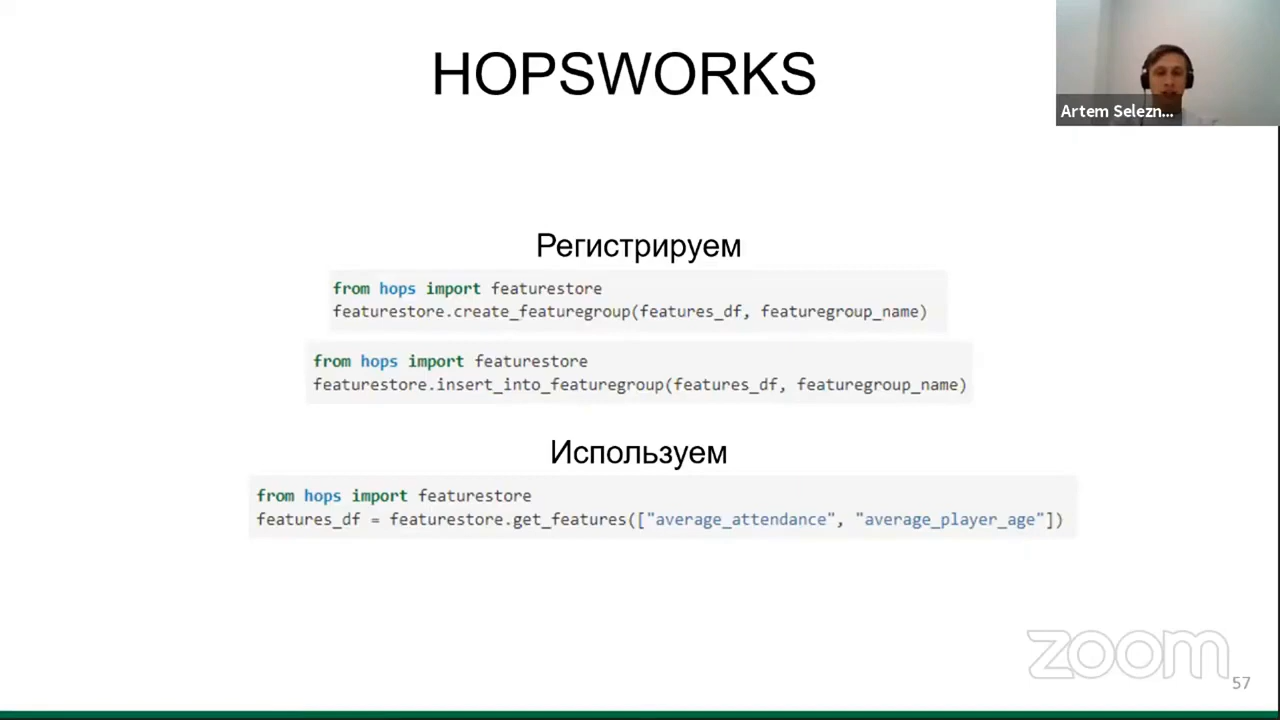 HOPSWORKS
Artem Selezn...
Регистрируем
from hops import featurestore
featurestore.create_featuregroup(features_df, featuregroup_name)
from hops import featurestore
featurestore.insert_into_featuregroup(features_df, featuregroup_name)
Используем
from hops import featurestore
features_df = featurestore.get_features(["average_attendance", "average_player_age"])
zoom
57